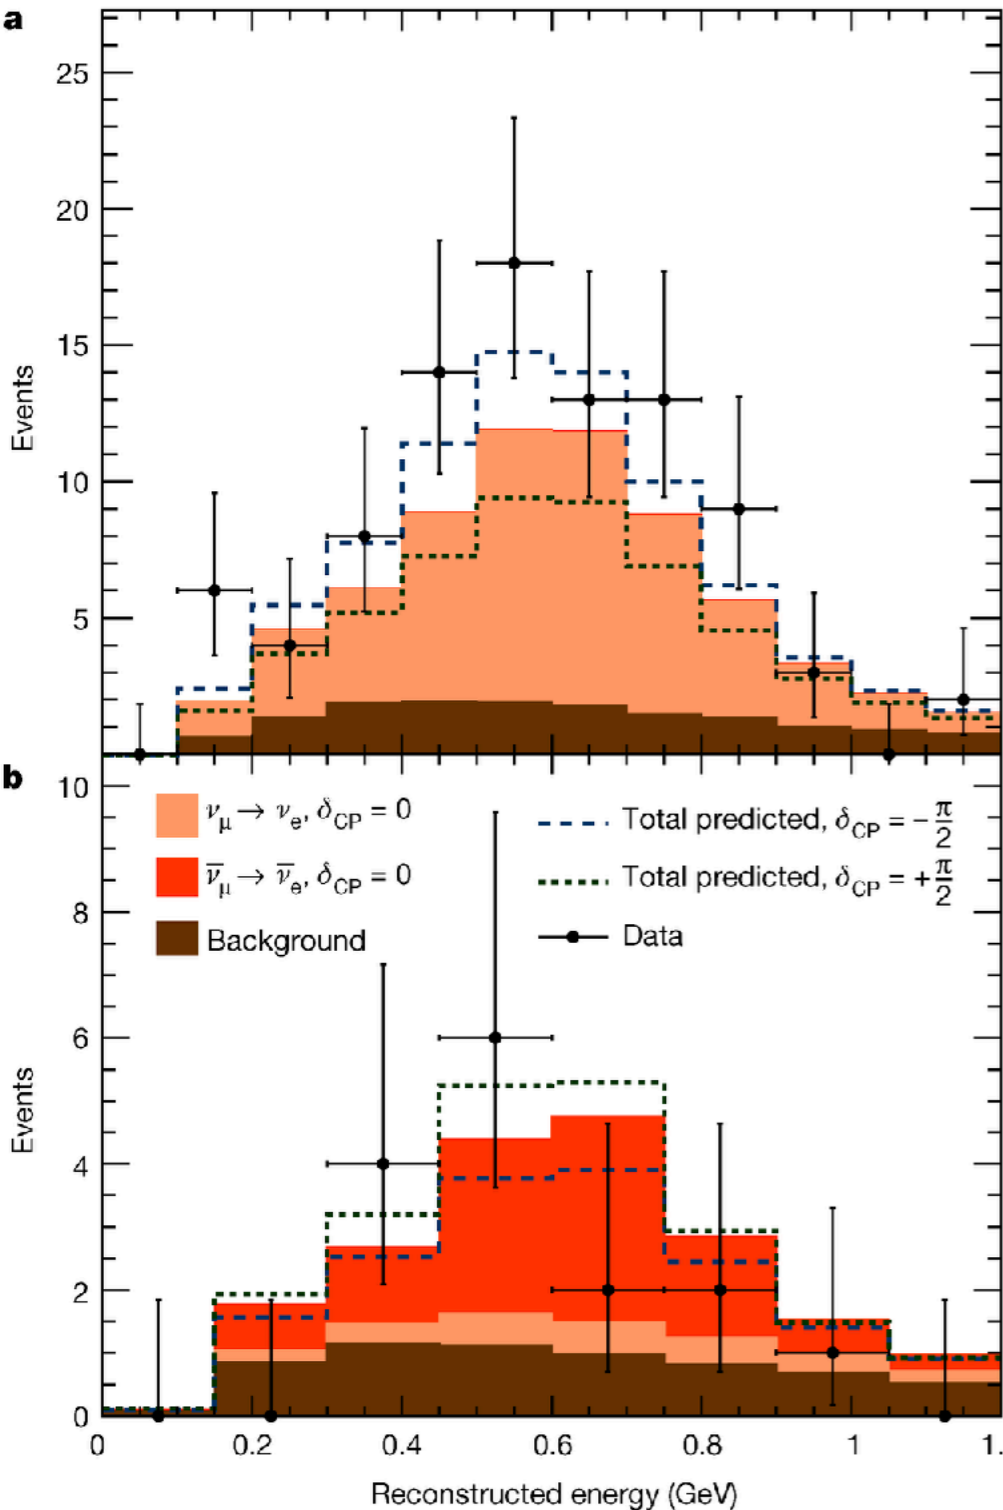 a
25
20
15
10
5
Events
b
10
8
6
4
2
0
Events
νμ → νe, δCP = 0
ν̅μ → ν̅e, δCP = 0
Background
Total predicted, δCP = −π/2
Total predicted, δCP = +π/2
Data
0 0.2 0.4 0.6 0.8 1 1.
Reconstructed energy (GeV)